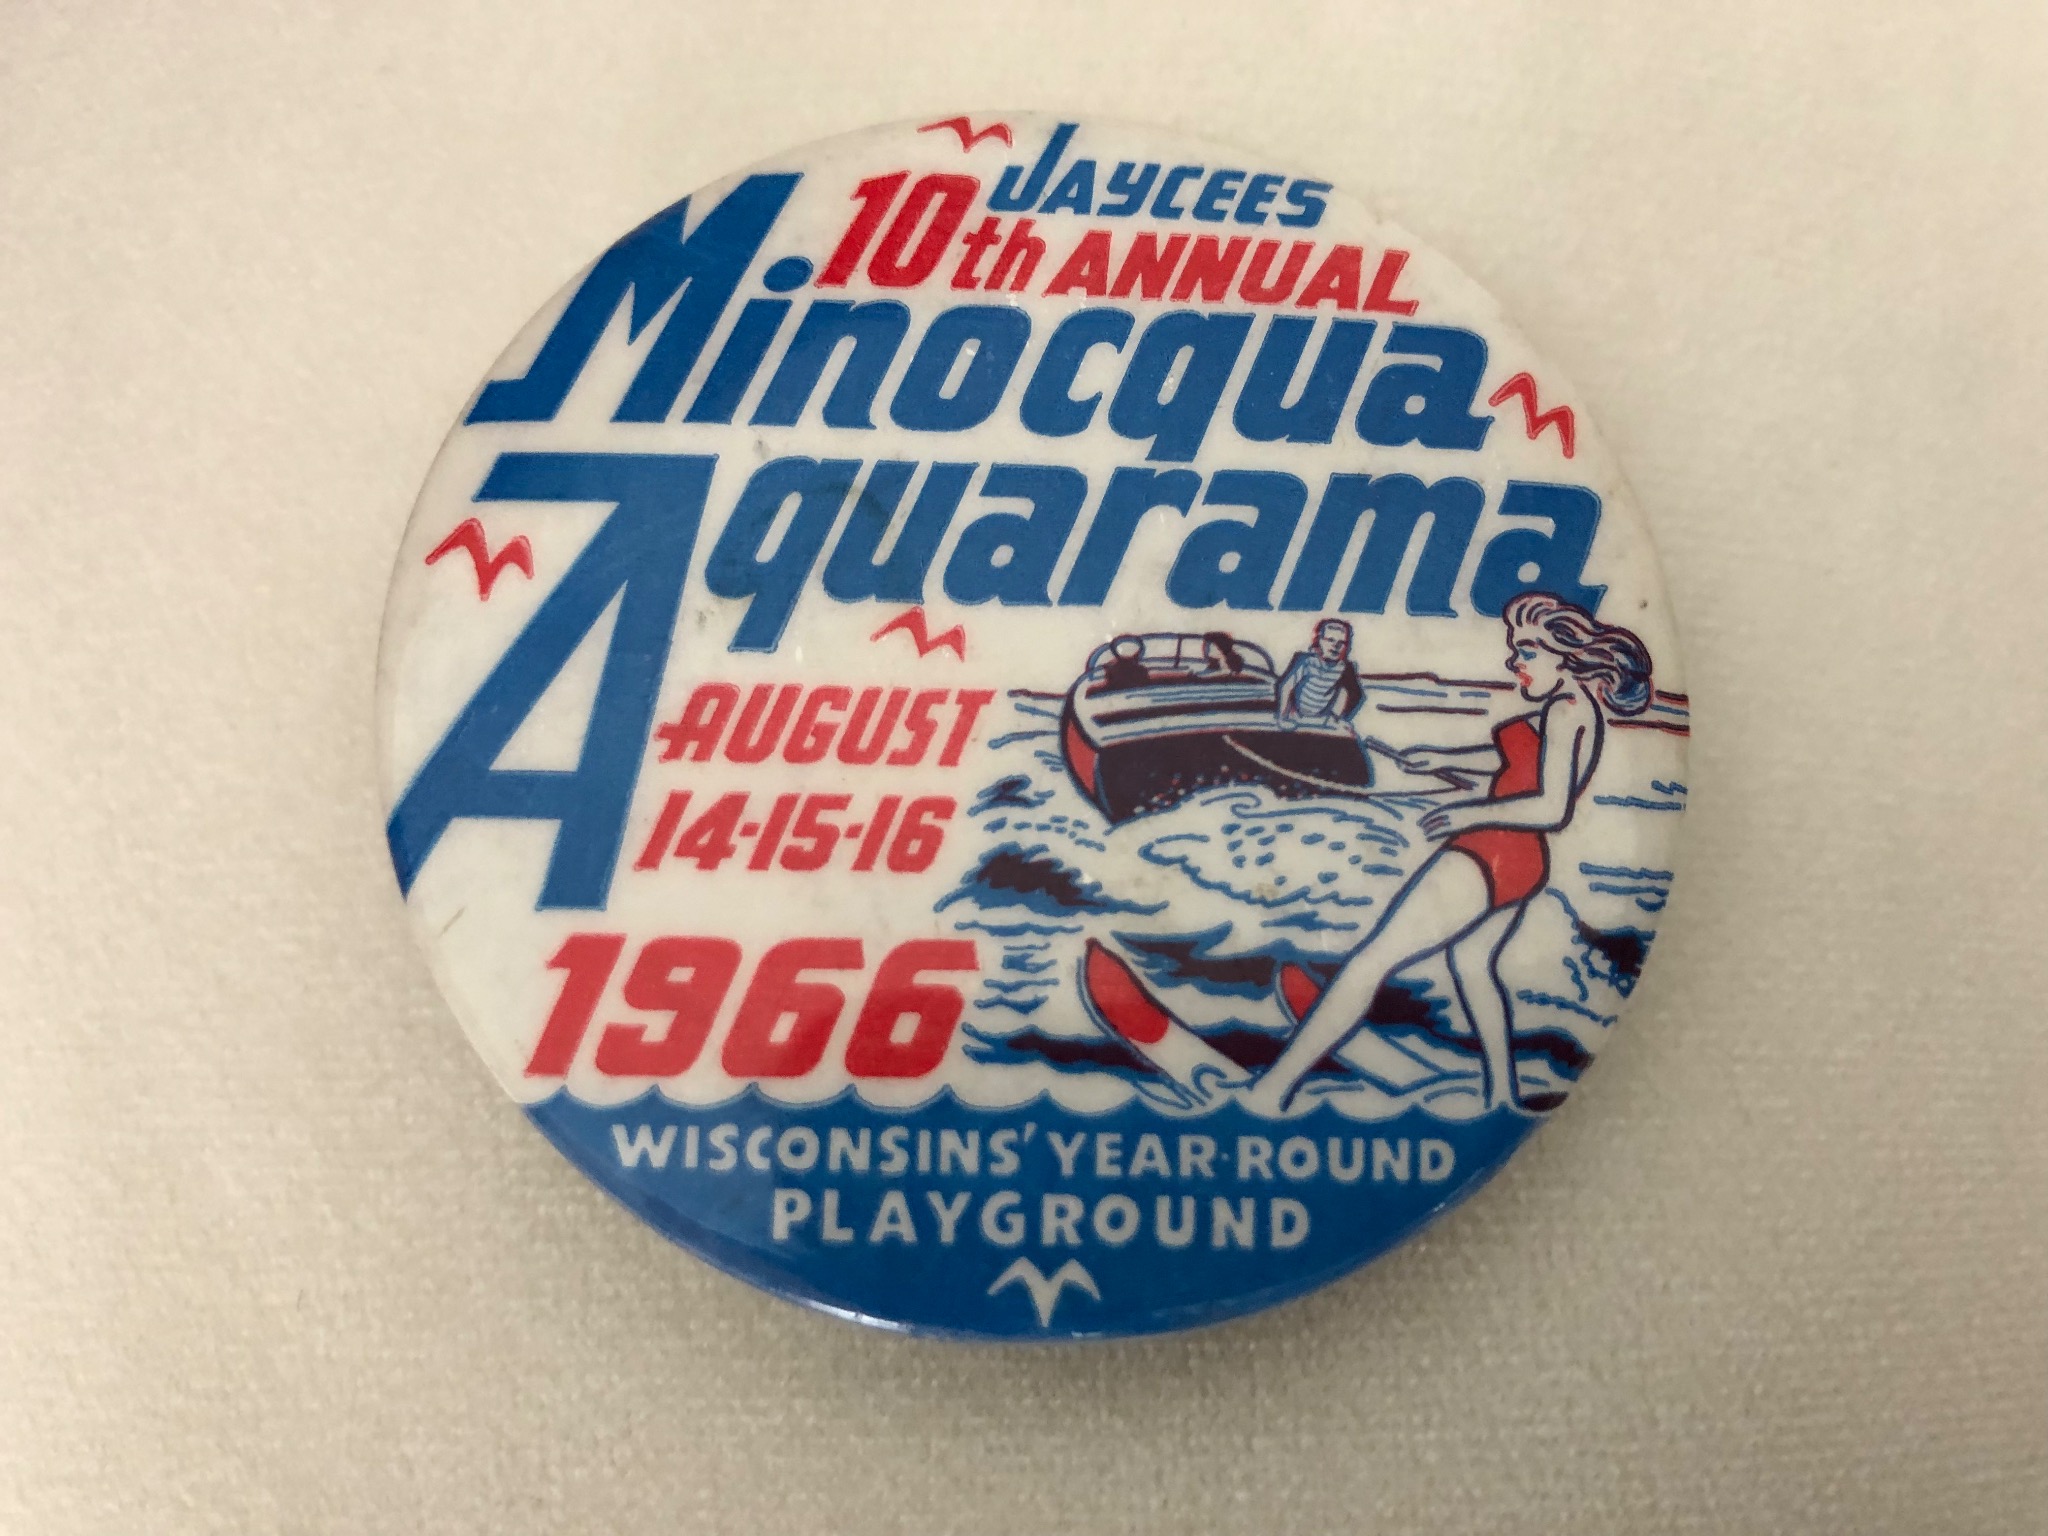 JAYCEES
10th ANNUAL
Minocqua
Aquarama
AUGUST
14-15-16
1966
WISCONSINS' YEAR-ROUND
PLAYGROUND